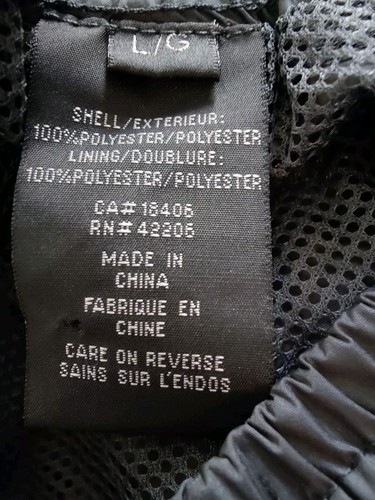 L/G
SHELL/EXTERIEUR:
100%POLYESTER/POLYESTER
LINING/DOUBLURE:
100%POLYESTER/POLYESTER
CA# 18406
RN# 42206
MADE IN
CHINA
FABRIQUE EN
CHINE
CARE ON REVERSE
SAINS SUR L'ENDOS